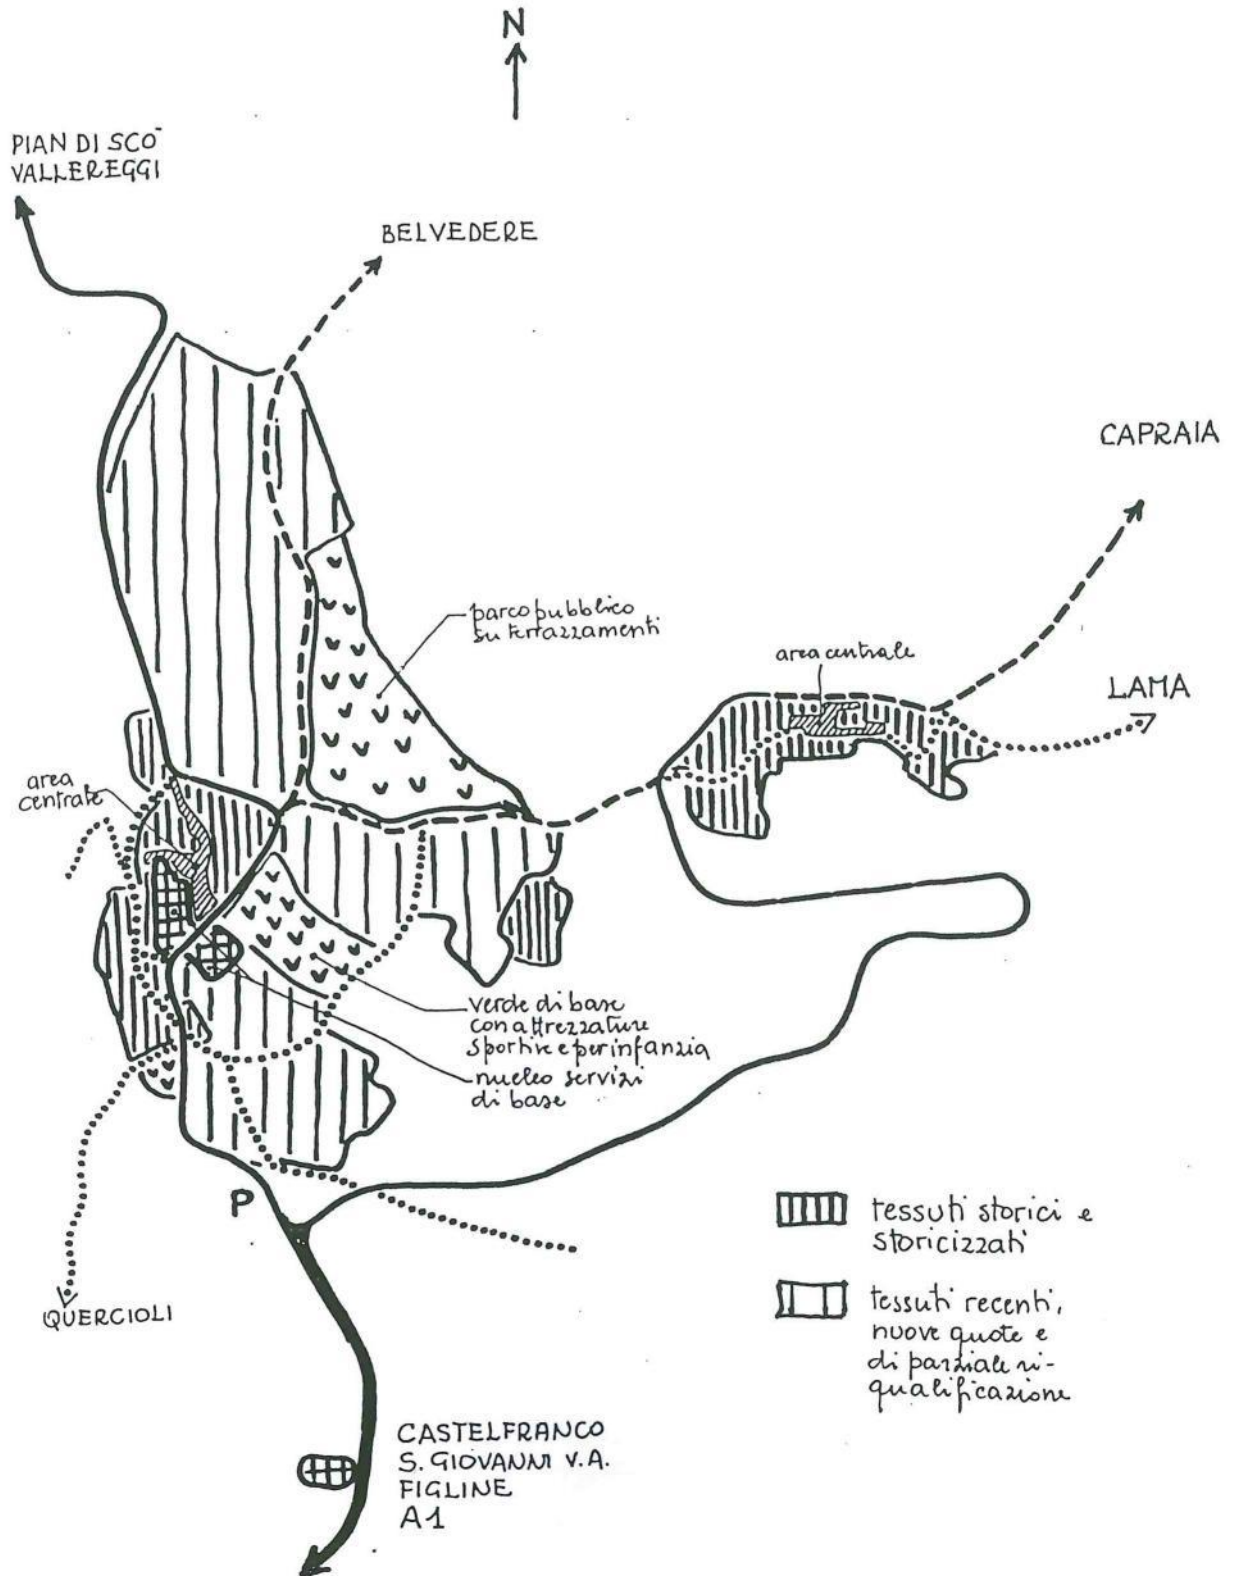 N
PIAN DI SCO'
VALLEREGGI
BELVEDERE
CAPRAIA
parco pubblico
su terrazzamenti
area centrale
LAMA
area
centrale
verde di base
con attrezzature
sportive e per infanzia
nucleo servizi
di base
P
tessuti storici e
storicizzati
QUERCIOLI
tessuti recenti,
nuove quote e
di parziale ri-
qualificazione
CASTELFRANCO
S. GIOVANNI V.A.
FIGLINE
A1